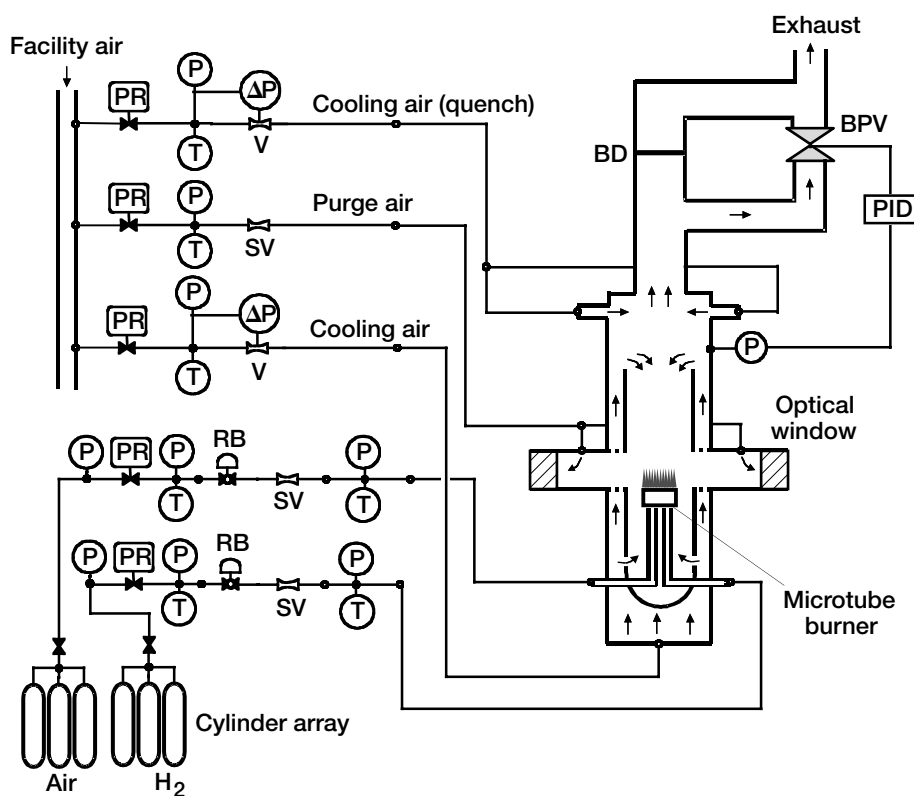 Exhaust
Facility air
P
PR
ΔP
Cooling air (quench)
T
V
BD
BPV
P
PR
Purge air
T
SV
PID
P
PR
ΔP
Cooling air
T
V
P
Optical
window
RB
P
PR
P
P
T
SV
T
RB
P
PR
P
P
T
SV
T
Microtube
burner
Cylinder array
Air
H2